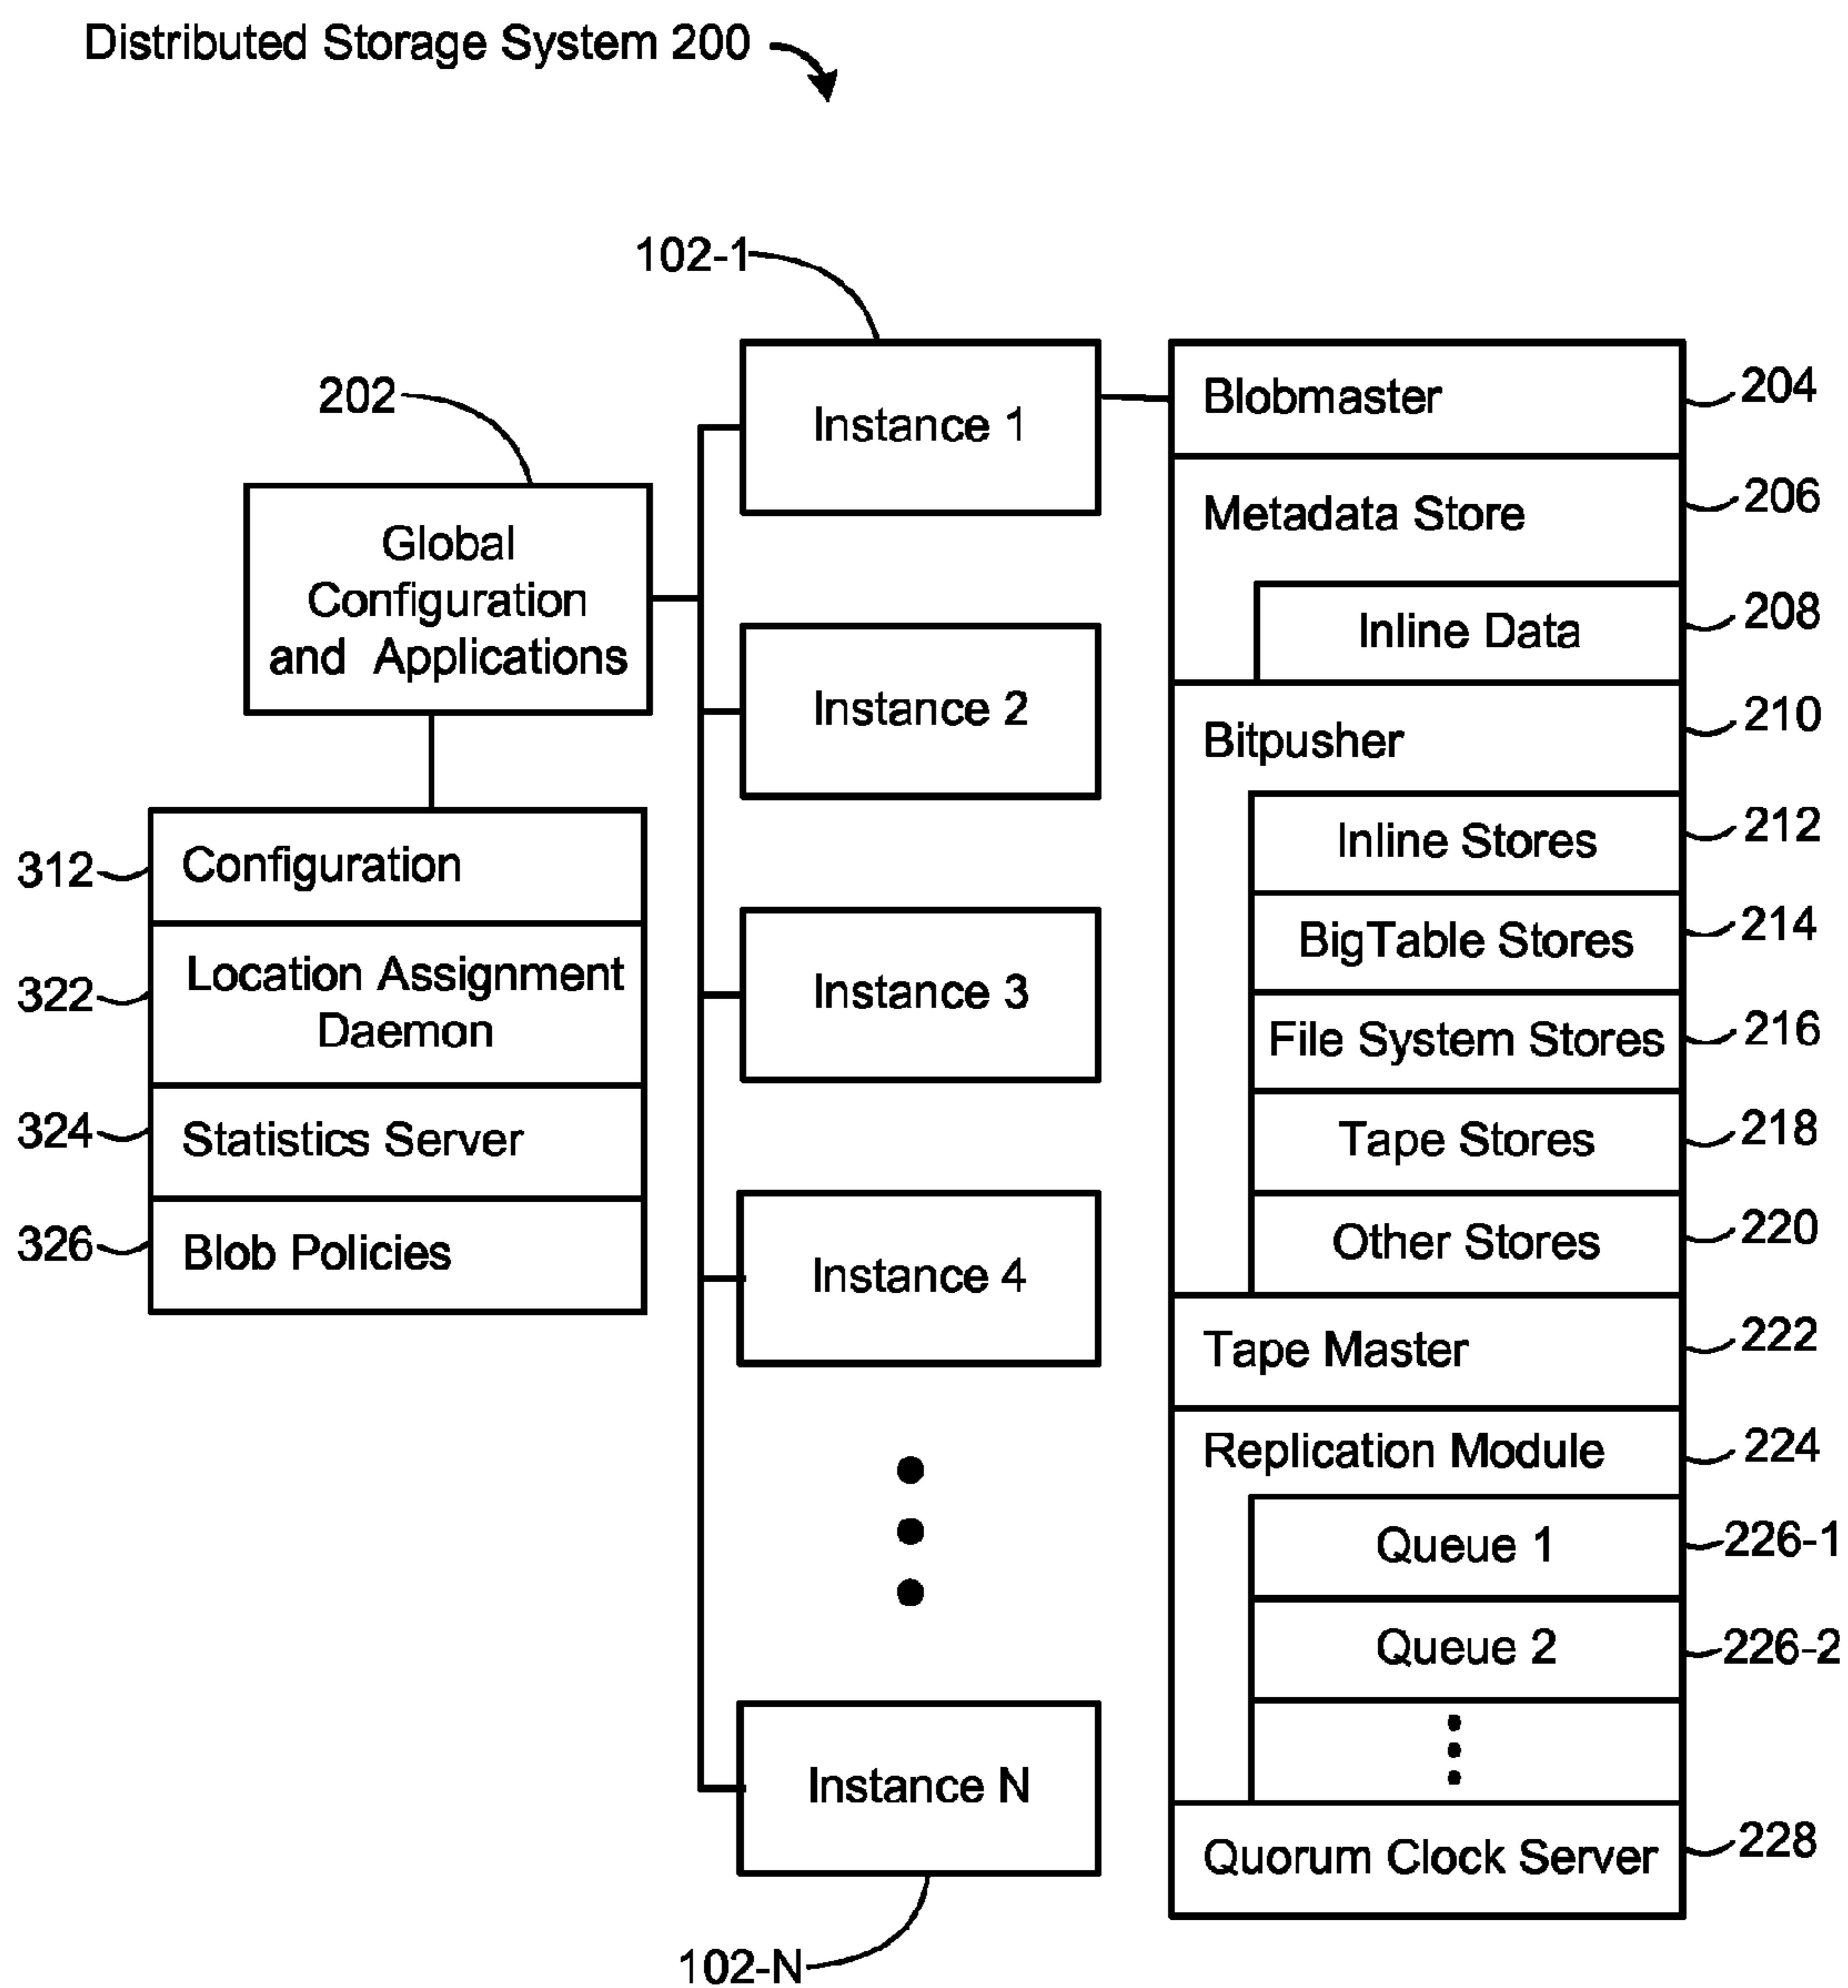 Distributed Storage System 200
102-1
202
Global
Configuration
and Applications
312
Configuration
322
Location Assignment
Daemon
324
Statistics Server
326
Blob Policies
Instance 1
Instance 2
Instance 3
Instance 4
Instance N
102-N
Blobmaster
204
Metadata Store
206
Inline Data
208
Bitpusher
210
Inline Stores
212
BigTable Stores
214
File System Stores
216
Tape Stores
218
Other Stores
220
Tape Master
222
Replication Module
224
Queue 1
226-1
Queue 2
226-2
Quorum Clock Server
228